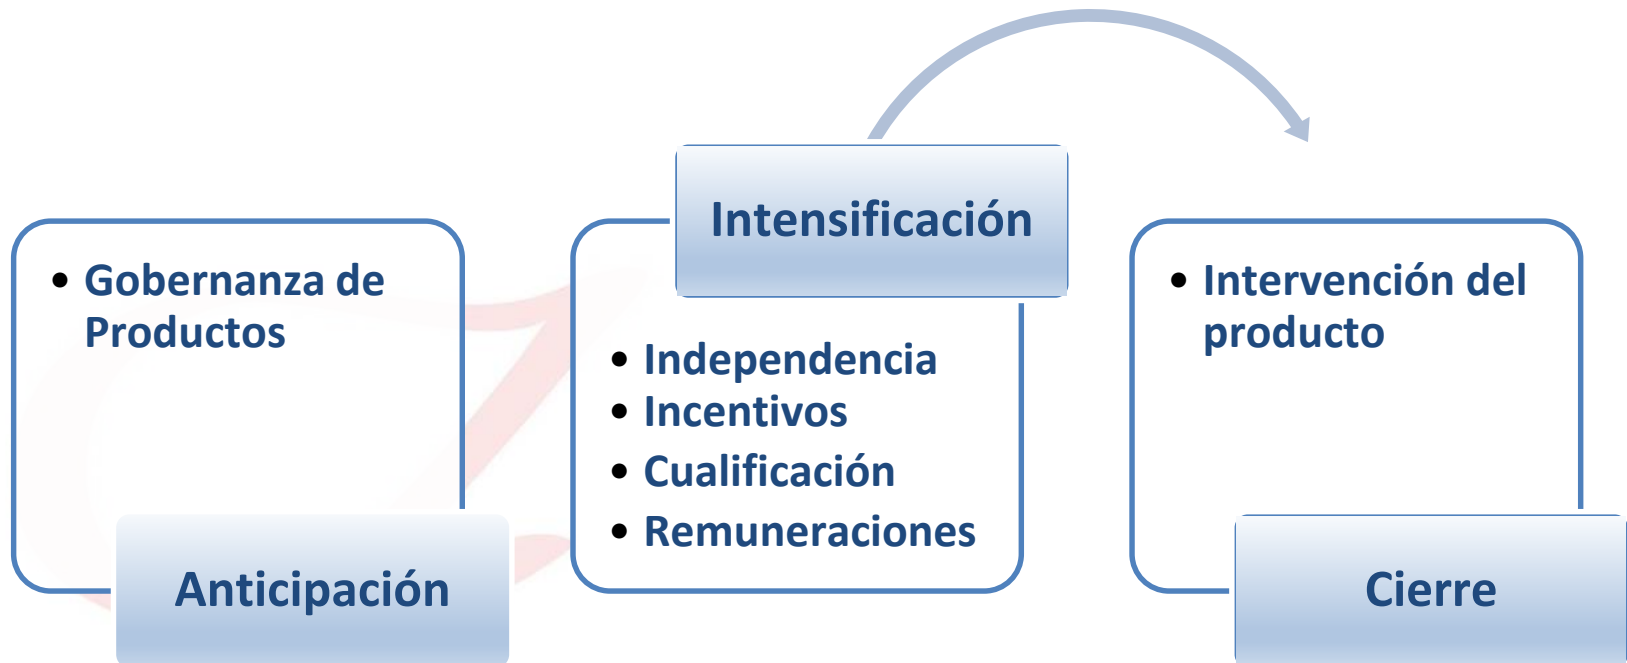 • Gobernanza de
Productos
Anticipación
Intensificación
• Independencia
• Incentivos
• Cualificación
• Remuneraciones
• Intervención del
producto
Cierre